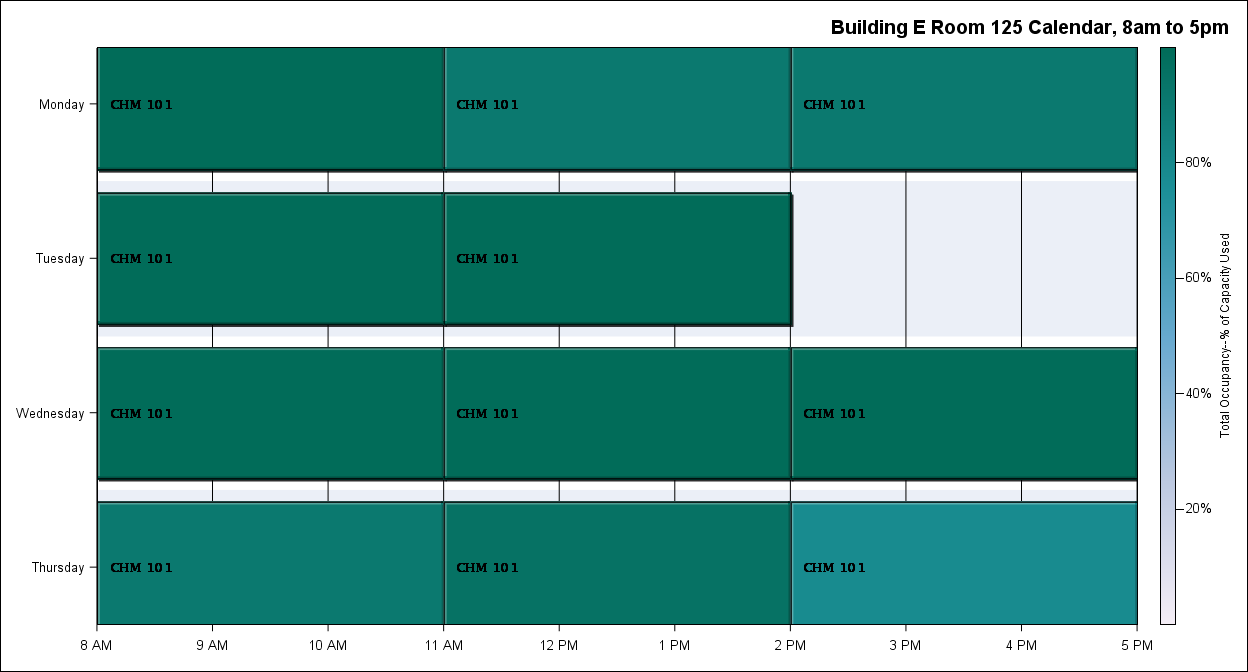 Building E Room 125 Calendar, 8am to 5pm
Monday
CHM 101
CHM 101
CHM 101
Tuesday
CHM 101
CHM 101
Wednesday
CHM 101
CHM 101
CHM 101
Thursday
CHM 101
CHM 101
CHM 101
8 AM
9 AM
10 AM
11 AM
12 PM
1 PM
2 PM
3 PM
4 PM
5 PM
80%
60%
40%
20%
Total Occupancy--% of Capacity Used